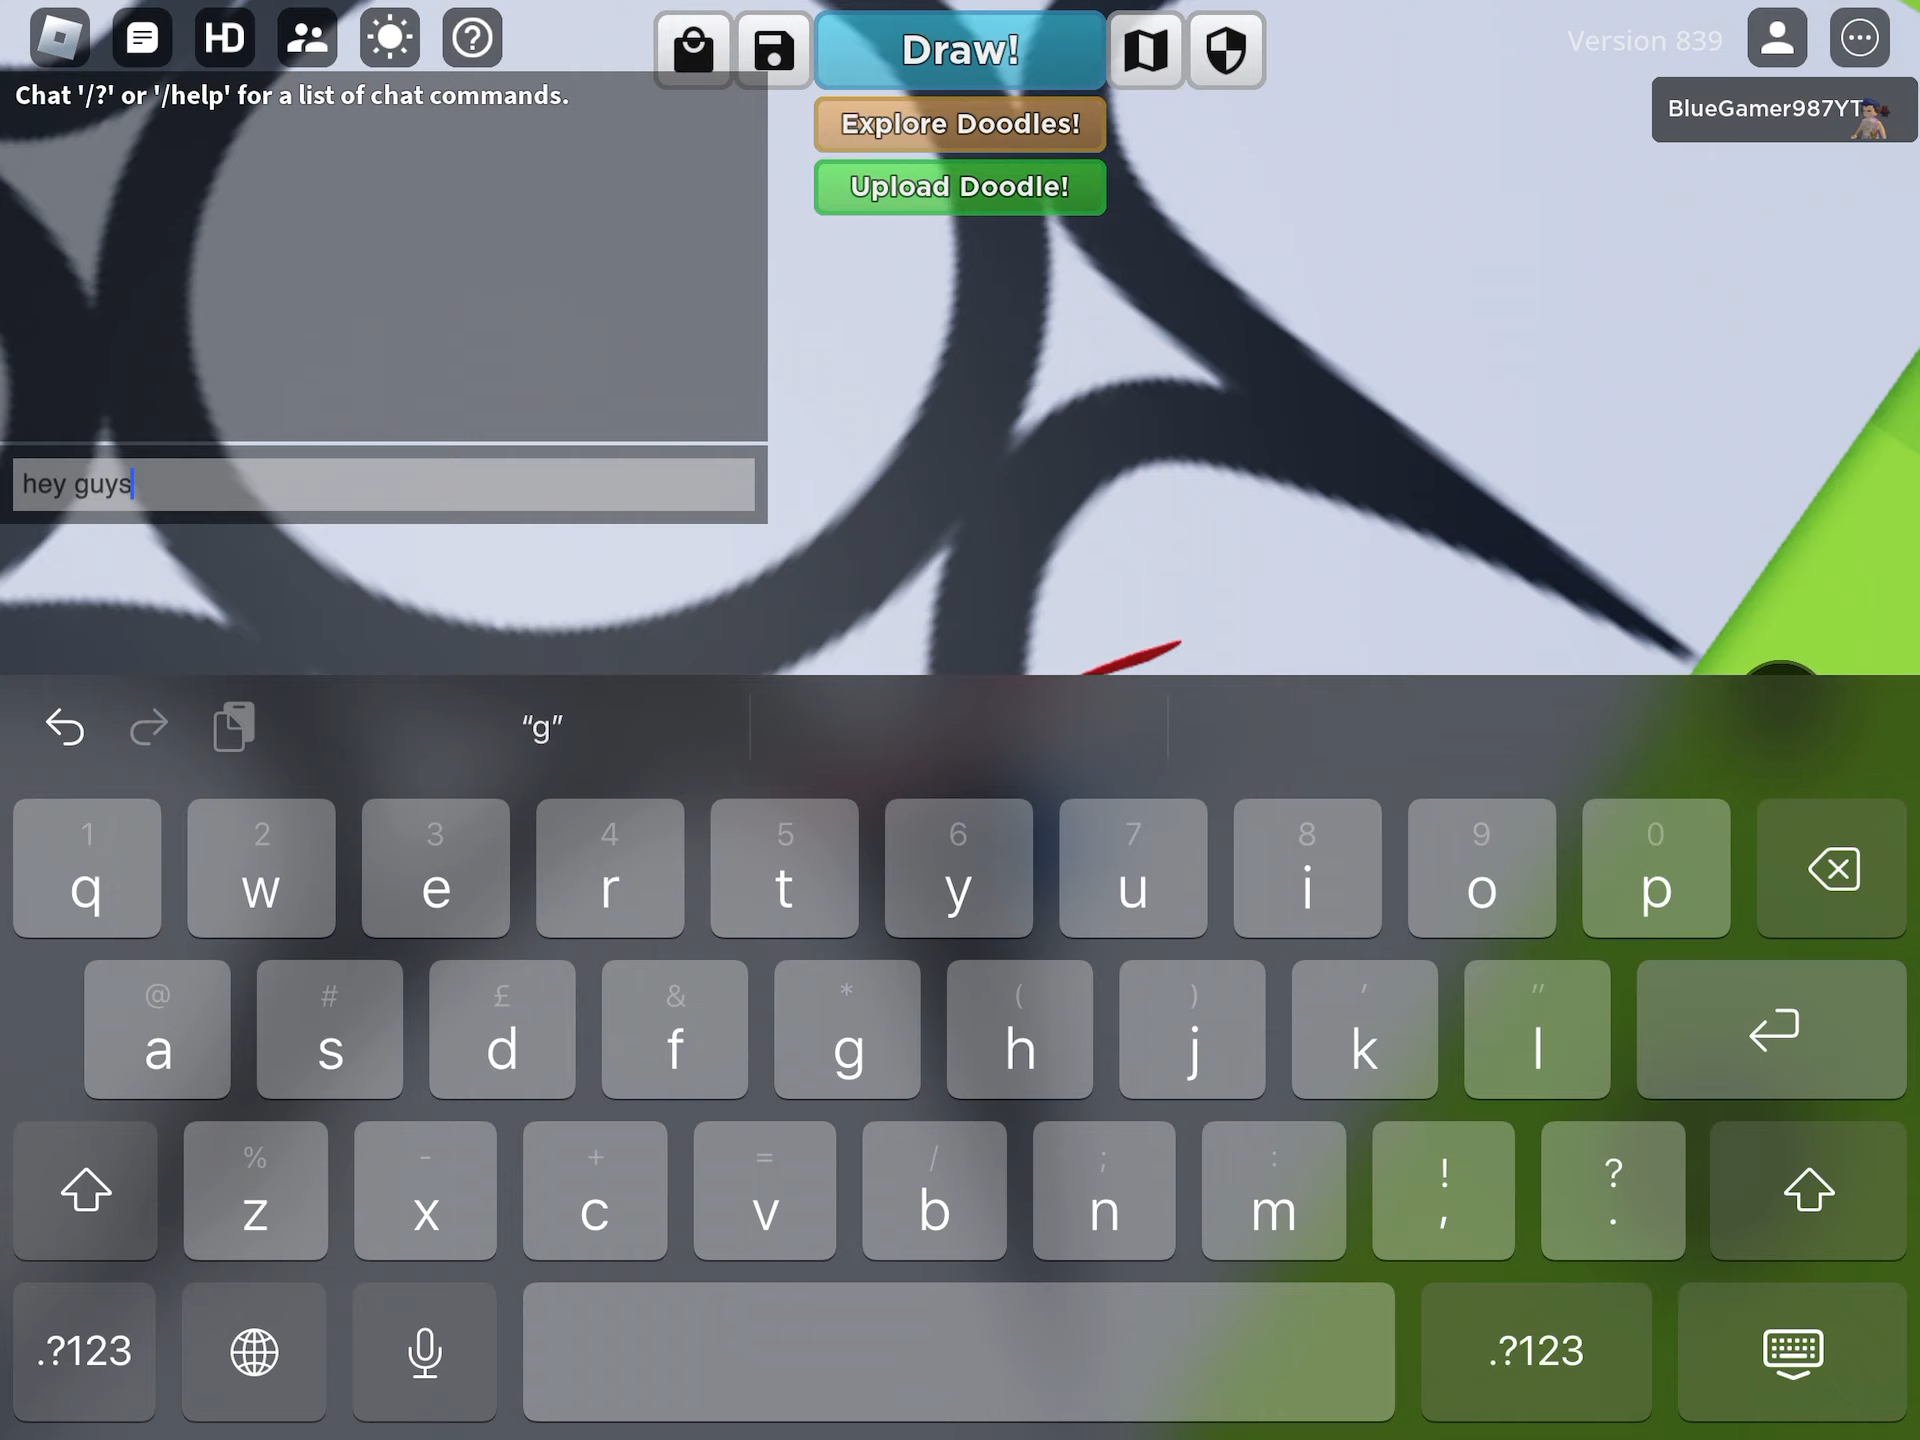 HD
Draw!
Version 839
Chat '/?' or '/help' for a list of chat commands.
BlueGamer987YT
Explore Doodles!
Upload Doodle!
hey guys
“g”
1 2 3 4 5 6 7 8 9 0
q w e r t y u i o p
@ # £ & * ( ) ' "
a s d f g h j k l
% - + = / ; : ! ?
z x c v b n m , .
.?123 .?123